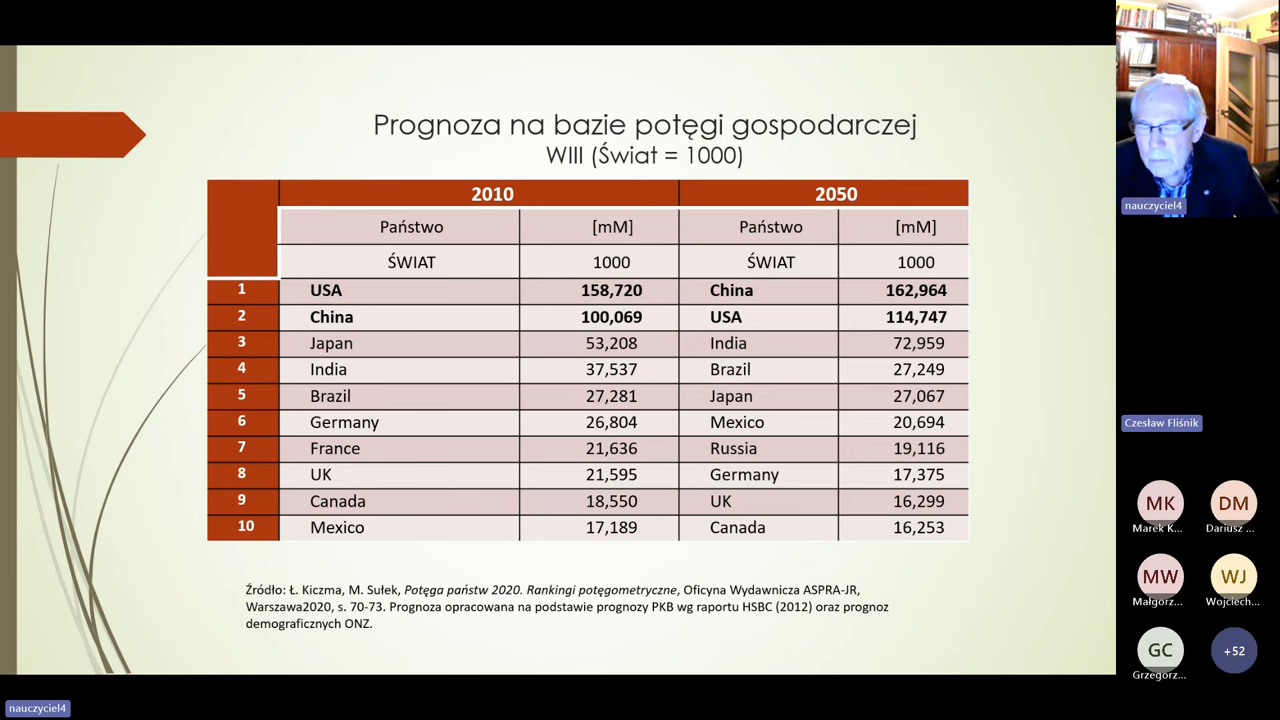 Prognoza na bazie potęgi gospodarczej
WIII (Świat = 1000)
2010 2050
Państwo [mM] Państwo [mM]
ŚWIAT 1000 ŚWIAT 1000
1 USA 158,720 China 162,964
2 China 100,069 USA 114,747
3 Japan 53,208 India 72,959
4 India 37,537 Brazil 27,249
5 Brazil 27,281 Japan 27,067
6 Germany 26,804 Mexico 20,694
7 France 21,636 Russia 19,116
8 UK 21,595 Germany 17,375
9 Canada 18,550 UK 16,299
10 Mexico 17,189 Canada 16,253
Źródło: Ł. Kiczma, M. Sułek, Potęga państw 2020. Rankingi potęgometryczne, Oficyna Wydawnicza ASPRA-JR,
Warszawa2020, s. 70-73. Prognoza opracowana na podstawie prognozy PKB wg raportu HSBC (2012) oraz prognoz
demograficznych ONZ.
nauczyciel4
Czesław Fliśnik
MK DM
Marek K... Dariusz ...
MW WJ
Małgorz... Wojciech...
GC +52
Grzegorz...
nauczyciel4